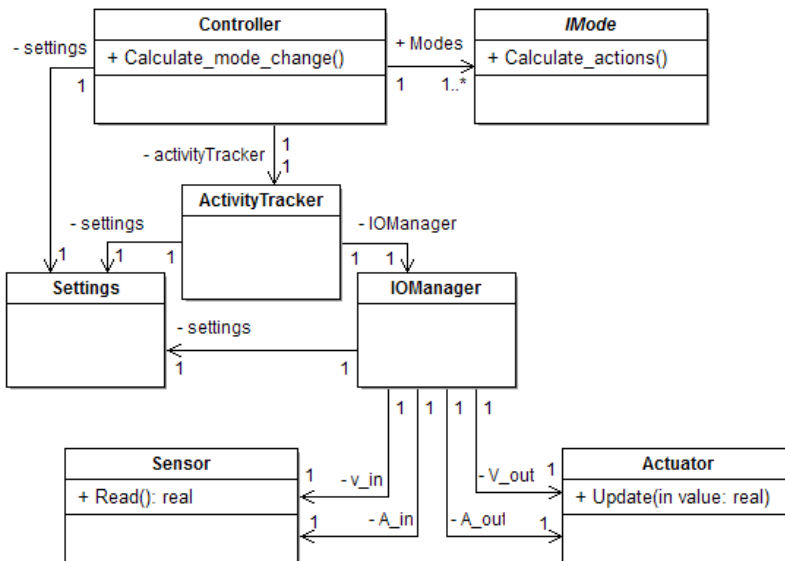 Controller
IMode
- settings
+ Calculate_mode_change()
+ Modes
+ Calculate_actions()
1
1
1..*
- activityTracker
1
1
ActivityTracker
- settings
- IOManager
1
1
1
1
1
Settings
IOManager
- settings
1
1
1
1
1
1
Sensor
Actuator
+ Read(): real
1
- v_in
- V_out
1
+ Update(in value: real)
1
- A_in
- A_out
1